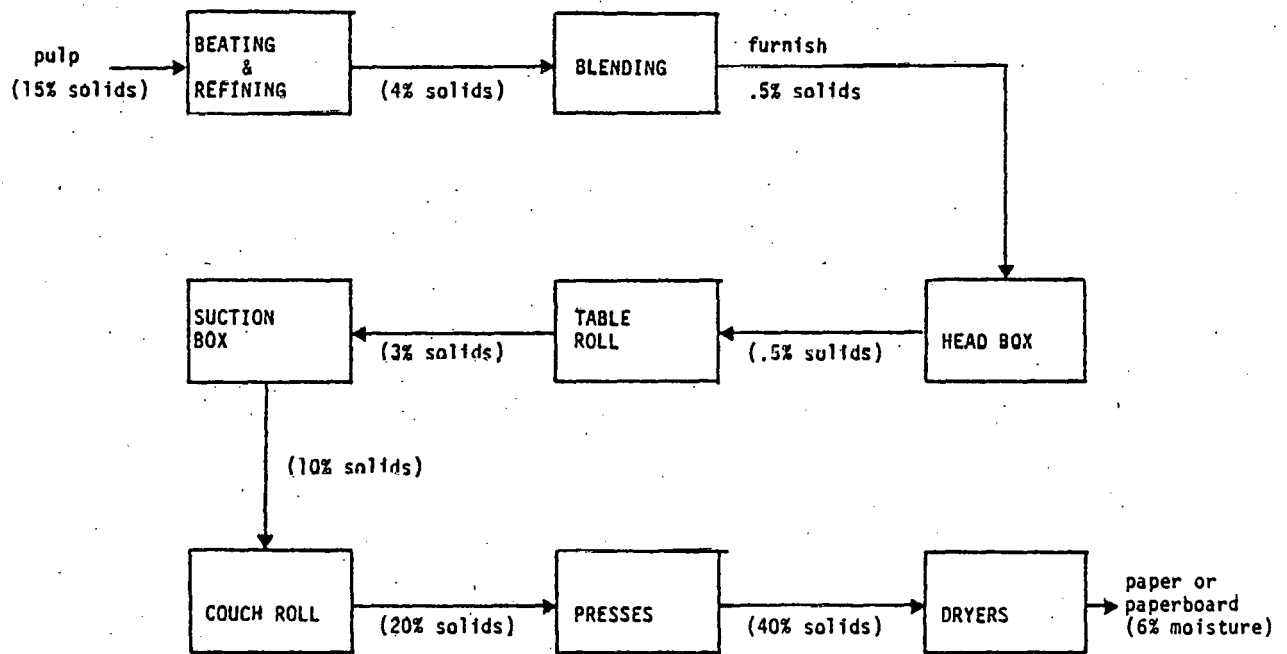 pulp
(15% solids)
BEATING
&
REFINING
(4% solids)
BLENDING
furnish
.5% solids
SUCTION
BOX
(3% solids)
TABLE
ROLL
(.5% solids)
HEAD BOX
(10% solids)
COUCH ROLL
(20% solids)
PRESSES
(40% solids)
DRYERS
paper or
paperboard
(6% moisture)